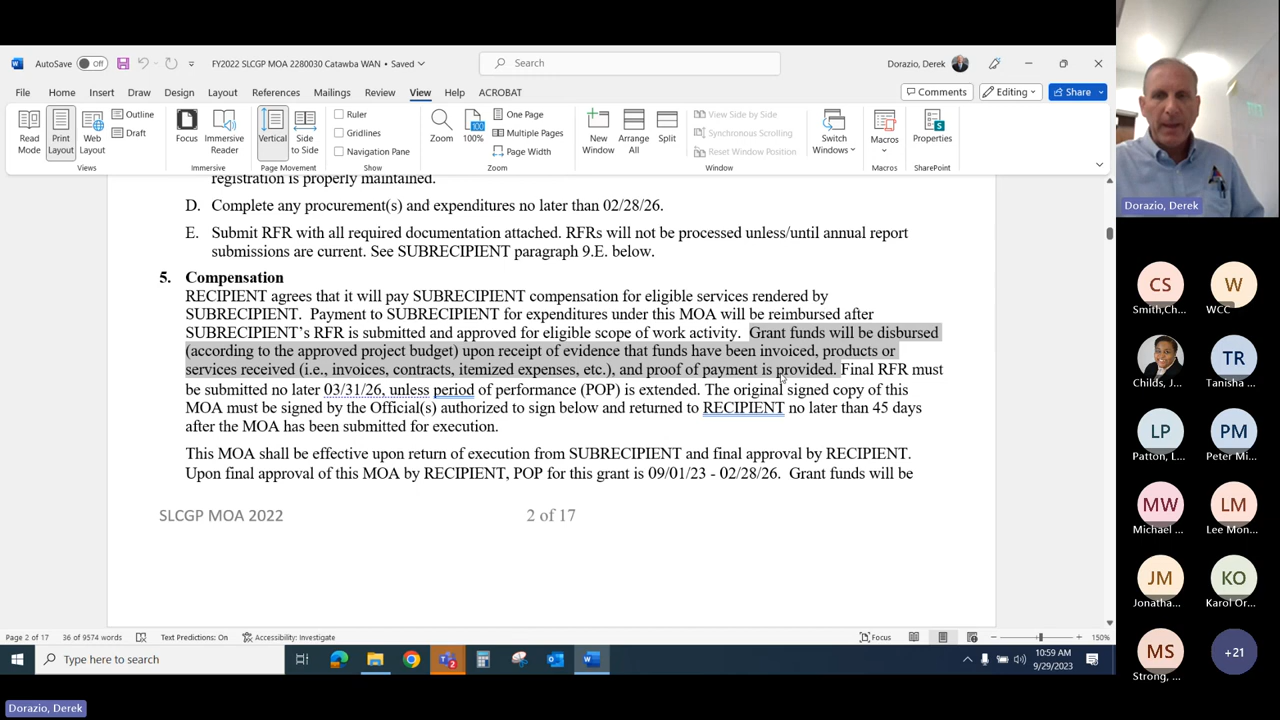 AutoSave Off FY2022 SLCGP MOA 2280030 Catawba WAN • Saved Search Dorazio, Derek
File Home Insert Draw Design Layout References Mailings Review View Help ACROBAT Comments Editing Share
Read Mode
Print Layout
Web Layout
Outline
Draft
Views
Focus
Immersive Reader
Immersive
Vertical
Side to Side
Page Movement
Ruler
Gridlines
Navigation Pane
Show
Zoom
100%
One Page
Multiple Pages
Page Width
Zoom
New Window
Arrange All
Split
View Side by Side
Synchronous Scrolling
Reset Window Position
Window
Switch Windows
Macros
Macros
Properties
SharePoint
registration is properly maintained.
D. Complete any procurement(s) and expenditures no later than 02/28/26.
E. Submit RFR with all required documentation attached. RFRs will not be processed unless/until annual report
submissions are current. See SUBRECIPIENT paragraph 9.E. below.
5. Compensation
RECIPIENT agrees that it will pay SUBRECIPIENT compensation for eligible services rendered by
SUBRECIPIENT. Payment to SUBRECIPIENT for expenditures under this MOA will be reimbursed after
SUBRECIPIENT's RFR is submitted and approved for eligible scope of work activity. Grant funds will be disbursed
(according to the approved project budget) upon receipt of evidence that funds have been invoiced, products or
services received (i.e., invoices, contracts, itemized expenses, etc.), and proof of payment is provided. Final RFR must
be submitted no later 03/31/26, unless period of performance (POP) is extended. The original signed copy of this
MOA must be signed by the Official(s) authorized to sign below and returned to RECIPIENT no later than 45 days
after the MOA has been submitted for execution.
This MOA shall be effective upon return of execution from SUBRECIPIENT and final approval by RECIPIENT.
Upon final approval of this MOA by RECIPIENT, POP for this grant is 09/01/23 - 02/28/26. Grant funds will be
SLCGP MOA 2022 2 of 17
Page 2 of 17 36 of 9574 words Text Predictions: On Accessibility: Investigate Focus 150%
Type here to search
10:59 AM
9/29/2023
Dorazio, Derek
Dorazio, Derek
CS
Smith,Ch...
W
WCC
Childs, J...
TR
Tanisha ...
LP
Patton, L...
PM
Peter Mi...
MW
Michael ...
LM
Lee Mon...
JM
Jonatha...
KO
Karol Or...
MS
Strong, ...
+21